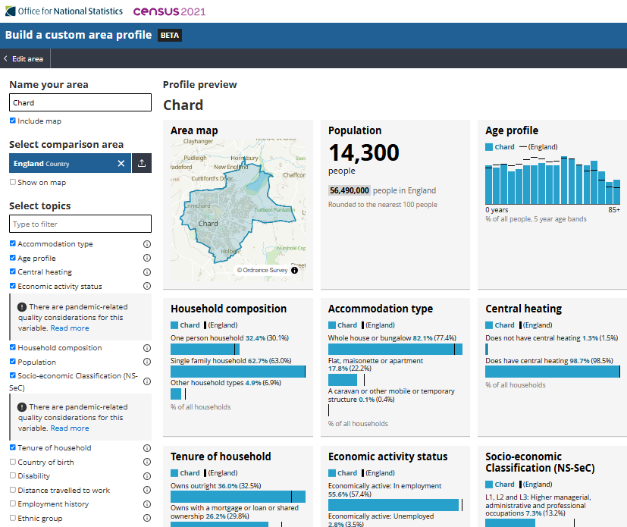 Office for National Statistics census 2021
Build a custom area profile BETA
Edit area
Name your area
Chard
Include map
Select comparison area
England Country
Show on map
Select topics
Type to filter
Accommodation type
Age profile
Central heating
Economic activity status
There are pandemic-related
quality considerations for this
variable. Read more
Household composition
Population
Socio-economic Classification (NS-
SeC)
There are pandemic-related
quality considerations for this
variable. Read more
Tenure of household
Country of birth
Disability
Distance travelled to work
Employment history
Ethnic group
Profile preview
Chard
Area map
Clayhanger
Pudleigh
Chard
© Ordnance Survey
Population
14,300
people
56,490,000 people in England
Rounded to the nearest 100 people
Age profile
Chard (England)
0 years 85+
% of all people, 5 year age bands
Household composition
Chard (England)
One person household 32.4% (30.1%)
Single family household 62.7% (63.0%)
Other household types 4.9% (6.9%)
% of all households
Accommodation type
Chard (England)
Whole house or bungalow 82.1% (77.4%)
Flat, maisonette or apartment
17.8% (22.2%)
A caravan or other mobile or temporary
structure 0.1% (0.4%)
% of all households
Central heating
Chard (England)
Does not have central heating 1.3% (1.5%)
Does have central heating 98.7% (98.5%)
% of all households
Tenure of household
Chard (England)
Owns outright 36.0% (32.5%)
Owns with a mortgage or loan or shared
ownership 26.2% (29.8%)
Economic activity status
Chard (England)
Economically active: In employment
55.6% (57.4%)
Economically active: Unemployed
2.8% (3.5%)
Socio-economic
Classification (NS-SeC)
Chard (England)
L1, L2 and L3: Higher managerial,
administrative and professional
occupations 7.3% (13.2%)